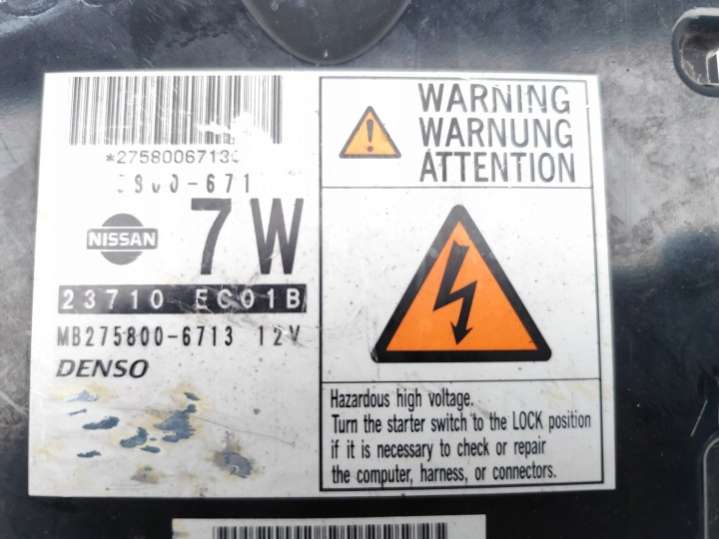 *27580067130
-671
7W
NISSAN
23710 EC01B
MB275800-6713 12V
DENSO
WARNING
WARNUNG
ATTENTION
Hazardous high voltage.
Turn the starter switch to the LOCK position
if it is necessary to check or repair
the computer, harness, or connectors.